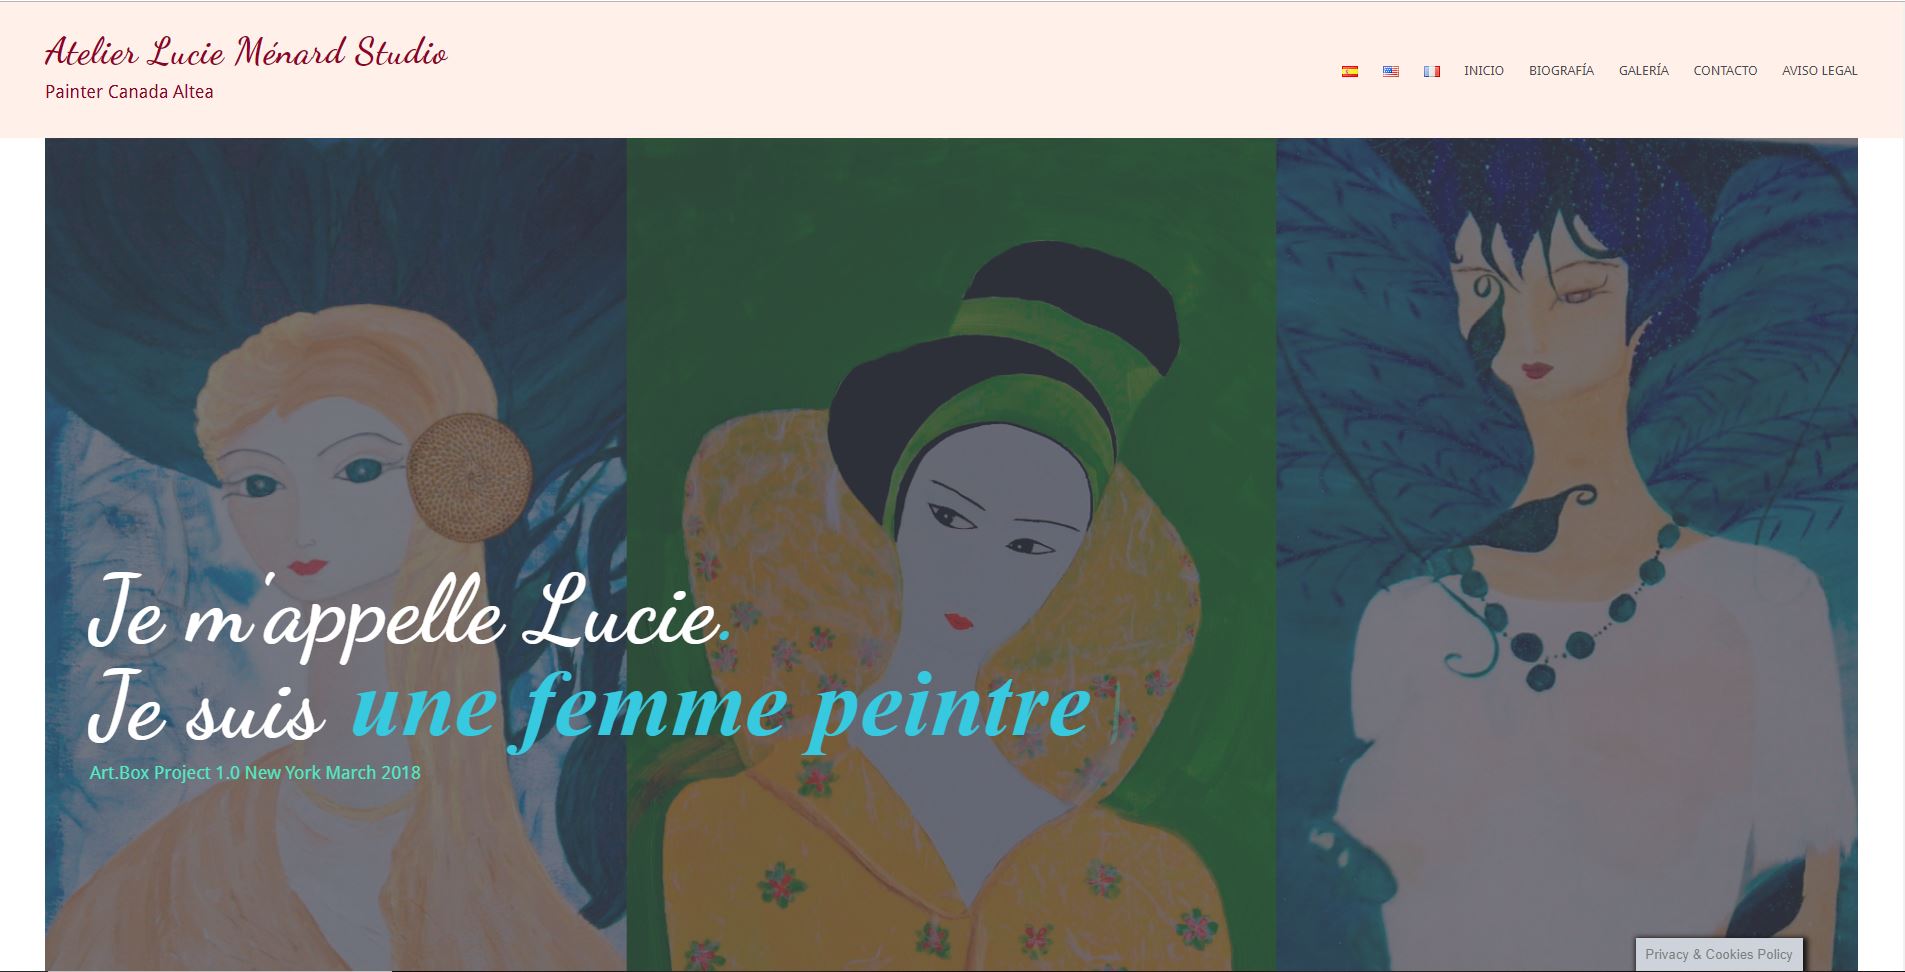 Atelier Lucie Ménard Studio
Painter Canada Altea
INICIO BIOGRAFÍA GALERÍA CONTACTO AVISO LEGAL
Je m'appelle Lucie.
Je suis une femme peintre
Art.Box Project 1.0 New York March 2018
Privacy & Cookies Policy